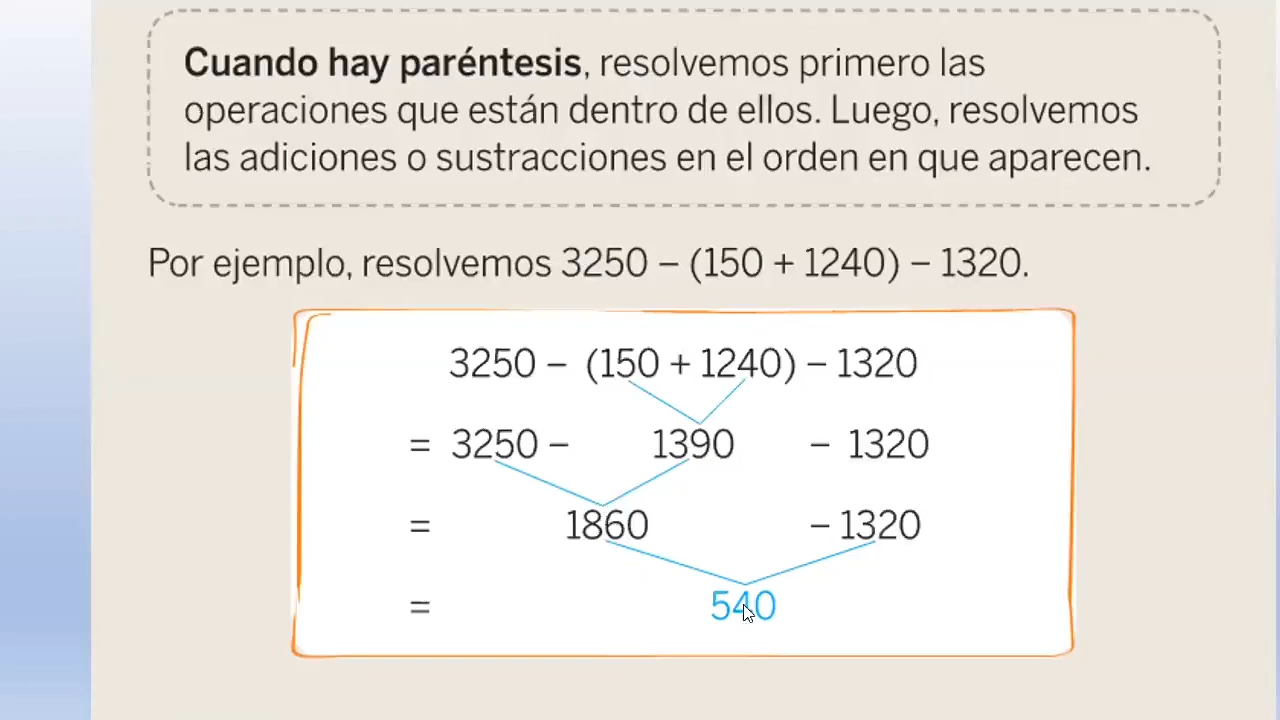 Cuando hay paréntesis, resolvemos primero las
operaciones que están dentro de ellos. Luego, resolvemos
las adiciones o sustracciones en el orden en que aparecen.
Por ejemplo, resolvemos 3250 – (150 + 1240) – 1320.
3250 – (150 + 1240) – 1320
= 3250 – 1390 – 1320
= 1860 – 1320
= 540